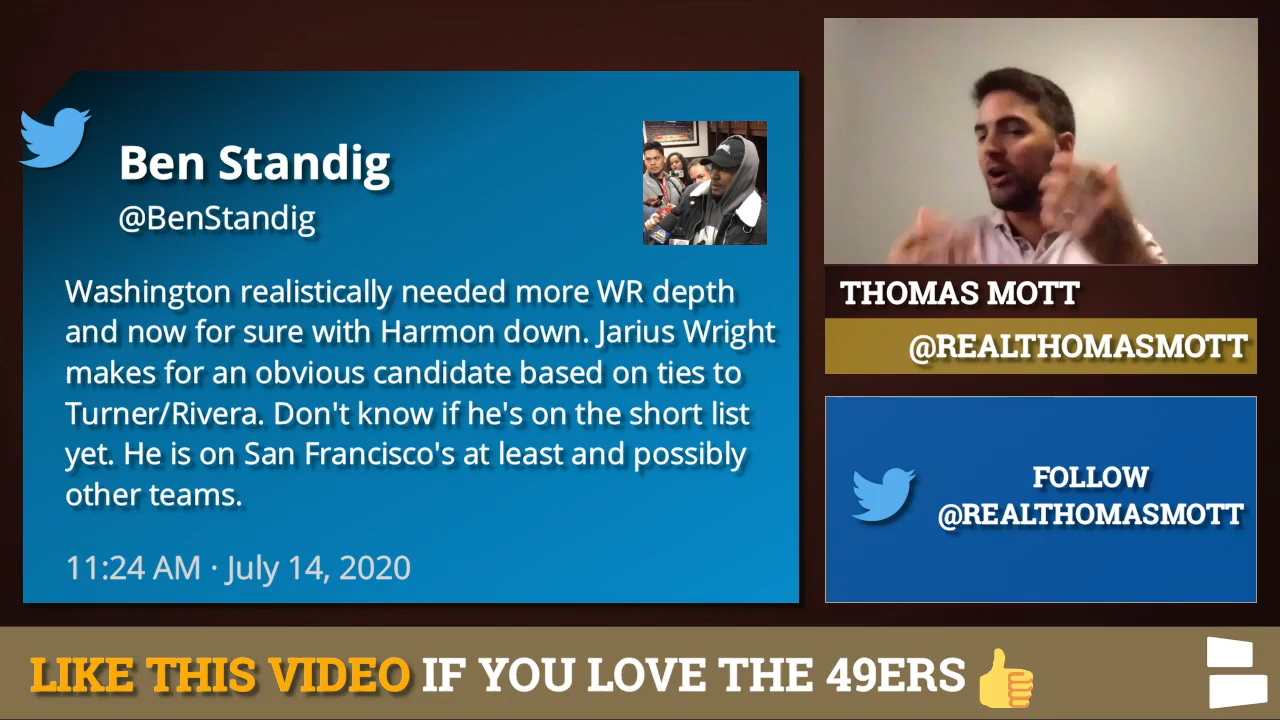 Ben Standig
@BenStandig
Washington realistically needed more WR depth
and now for sure with Harmon down. Jarius Wright
makes for an obvious candidate based on ties to
Turner/Rivera. Don't know if he's on the short list
yet. He is on San Francisco's at least and possibly
other teams.
11:24 AM · July 14, 2020
THOMAS MOTT
@REALTHOMASMOTT
FOLLOW
@REALTHOMASMOTT
LIKE THIS VIDEO IF YOU LOVE THE 49ERS